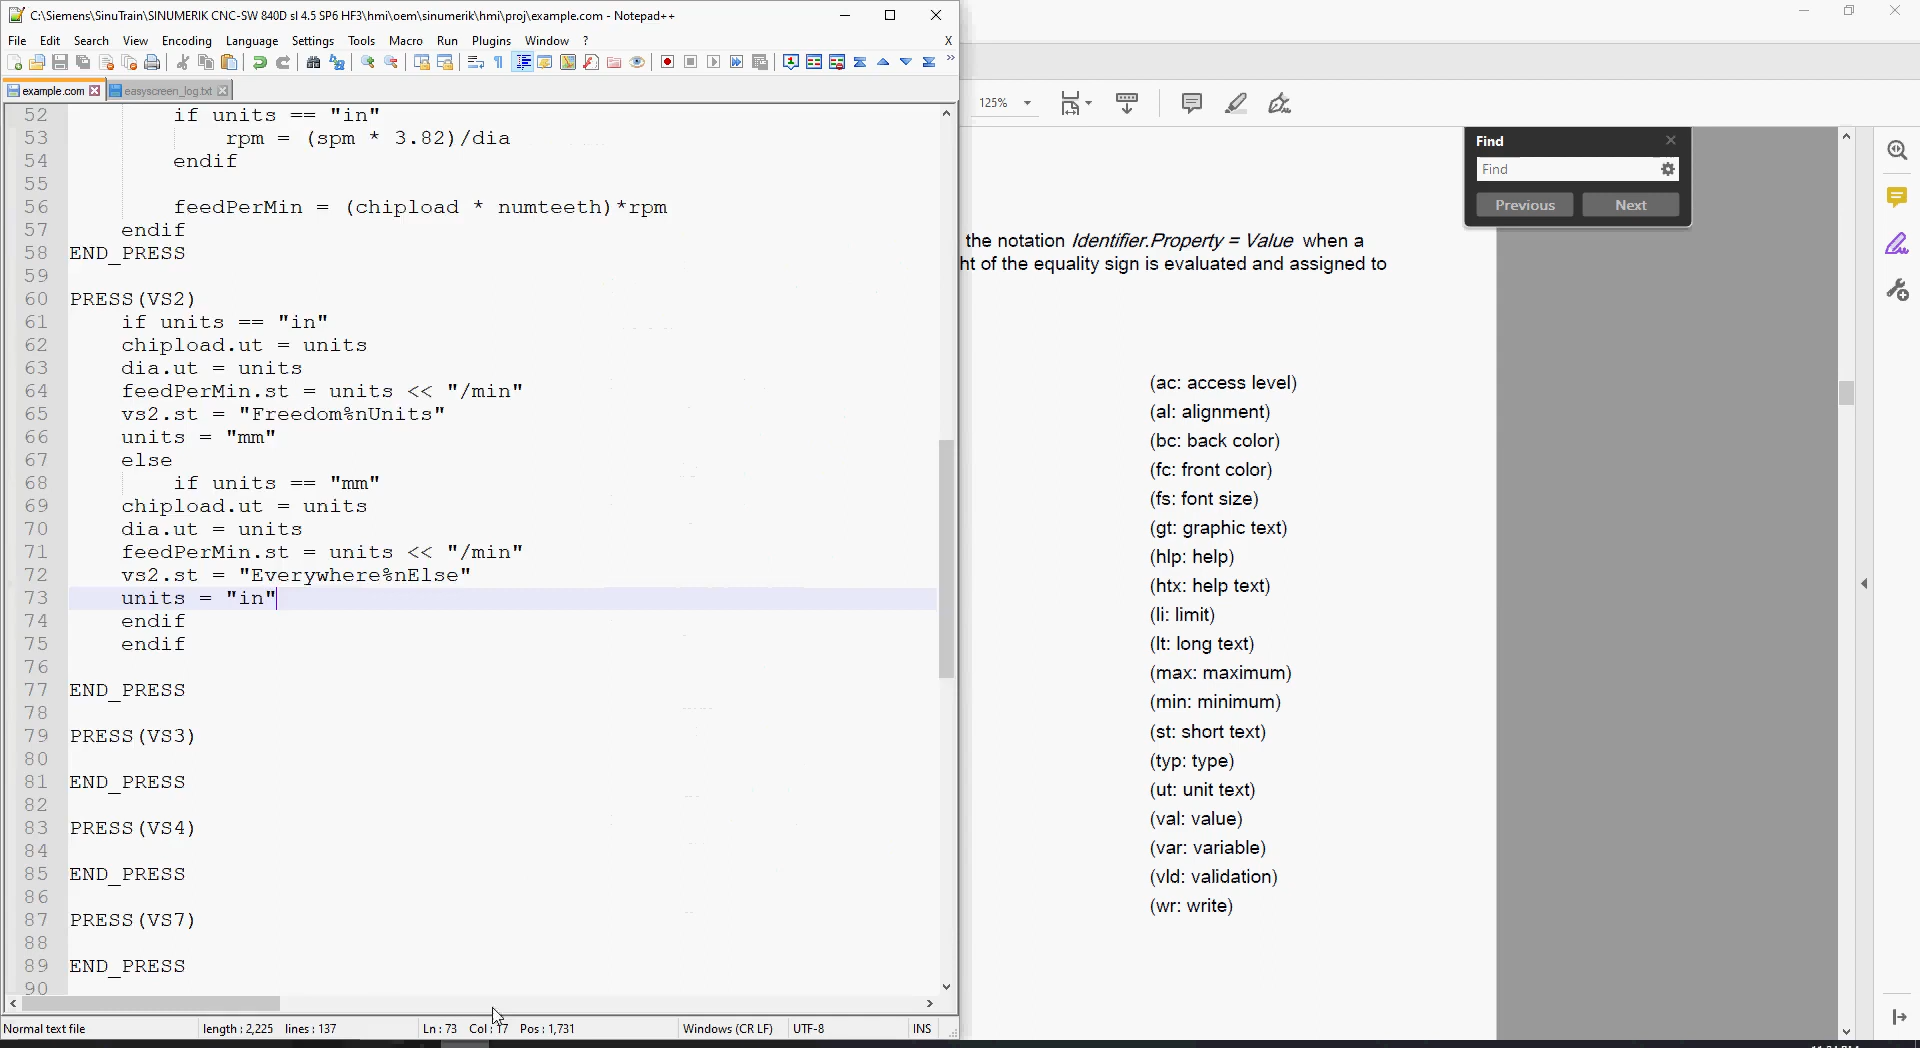 C:\Siemens\SinuTrain\SINUMERIK CNC-SW 840D sl 4.5 SP6 HF3\hmi\oem\sinumerik\hmi\proj\example.com - Notepad++
File Edit Search View Encoding Language Settings Tools Macro Run Plugins Window ? X
example.com easyscreen_log.txt
52 if units == "in"
53 rpm = (spm * 3.82)/dia
54 endif
55
56 feedPerMin = (chipload * numteeth)*rpm
57 endif
58 END_PRESS
59
60 PRESS(VS2)
61 if units == "in"
62 chipload.ut = units
63 dia.ut = units
64 feedPerMin.st = units << "/min"
65 vs2.st = "Freedom%nUnits"
66 units = "mm"
67 else
68 if units == "mm"
69 chipload.ut = units
70 dia.ut = units
71 feedPerMin.st = units << "/min"
72 vs2.st = "Everywhere%nElse"
73 units = "in"
74 endif
75 endif
76
77 END_PRESS
78
79 PRESS(VS3)
80
81 END_PRESS
82
83 PRESS(VS4)
84
85 END_PRESS
86
87 PRESS(VS7)
88
89 END_PRESS
90
Normal text file length : 2,225 lines : 137 Ln : 73 Col : 17 Pos : 1,731 Windows (CR LF) UTF-8 INS
125%
Find
Find
Previous Next
the notation Identifier.Property = Value when a
ht of the equality sign is evaluated and assigned to
(ac: access level)
(al: alignment)
(bc: back color)
(fc: front color)
(fs: font size)
(gt: graphic text)
(hlp: help)
(htx: help text)
(li: limit)
(lt: long text)
(max: maximum)
(min: minimum)
(st: short text)
(typ: type)
(ut: unit text)
(val: value)
(var: variable)
(vld: validation)
(wr: write)